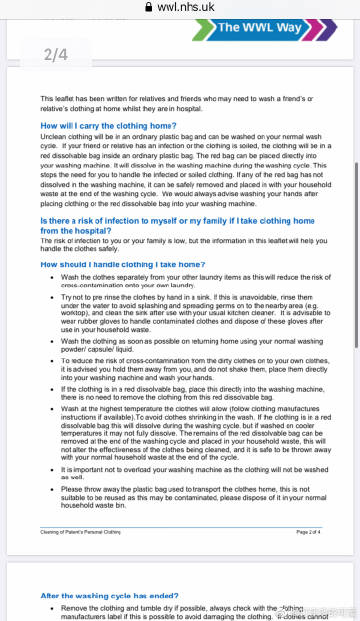 wwl.nhs.uk
The WWL Way
2/4
This leaflet has been written for relatives and friends who may need to wash a friend's or
relative's clothing at home whilst they are in hospital.
How will I carry the clothing home?
Unclean clothing will be in an ordinary plastic bag and can be washed on your normal wash
cycle. If your friend or relative has an infection or the clothing is soiled, the clothing will be in a
red dissolvable bag inside an ordinary plastic bag. The red bag can be placed directly into
your washing machine. It will dissolve in the washing machine during the washing cycle. This
stops the need for you to handle the infected or soiled clothing. If any of the red bag has not
dissolved in the washing machine, it can be safely removed and placed in with your household
waste at the end of the washing cycle. We would always advise washing your hands after
placing clothing or the red dissolvable bag into your washing machine.
Is there a risk of infection to myself or my family if I take clothing home
from the hospital?
The risk of infection to you or your family is low, but the information in this leaflet will help you
handle the clothes safely.
How should I handle clothing I take home?
• Wash the clothes separately from your other laundry items as this will reduce the risk of
cross-contamination onto your own laundry.
• Try not to pre rinse the clothes by hand in a sink. If this is unavoidable, rinse them
under the water to avoid splashing and spreading germs on to the nearby area (e.g.
worktop), and clean the sink after use with your usual kitchen cleaner. It is advisable to
wear rubber gloves to handle contaminated clothes and dispose of these gloves after
use in your household waste.
• Wash the clothing as soon as possible on returning home using your normal washing
powder/ capsule/ liquid.
• To reduce the risk of cross-contamination from the dirty clothes on to your own clothes,
it is advised you hold them away from you, and do not shake them, place them directly
into your washing machine and wash your hands.
• If the clothing is in a red dissolvable bag, place this directly into the washing machine,
there is no need to remove the clothing from this red dissolvable bag.
• Wash at the highest temperature the clothes will allow (follow clothing manufactures
instructions if available).To avoid clothes shrinking in the wash. If the clothing is in a red
dissolvable bag this will dissolve during the washing cycle. but if washed on cooler
temperatures it may not fully dissolve. The remains of the red dissolvable bag can be
removed at the end of the washing cycle and placed in your household waste, this will
not alter the effectiveness of the clothes being cleaned, and it is safe to be thrown away
with your normal household waste at the end of the cycle.
• It is important not to overload your washing machine as the clothing will not be washed
as well.
• Please throw away the plastic bag used to transport the clothes home, this is not
suitable to be reused as this may be contaminated, please dispose of it in your normal
household waste bin.
Cleaning of Patient's Personal Clothing
Page 2 of 4
After the washing cycle has ended?
• Remove the clothing and tumble dry if possible, always check with the clothing
manufacturers label if this is possible to avoid damaging the clothing. If clothes cannot